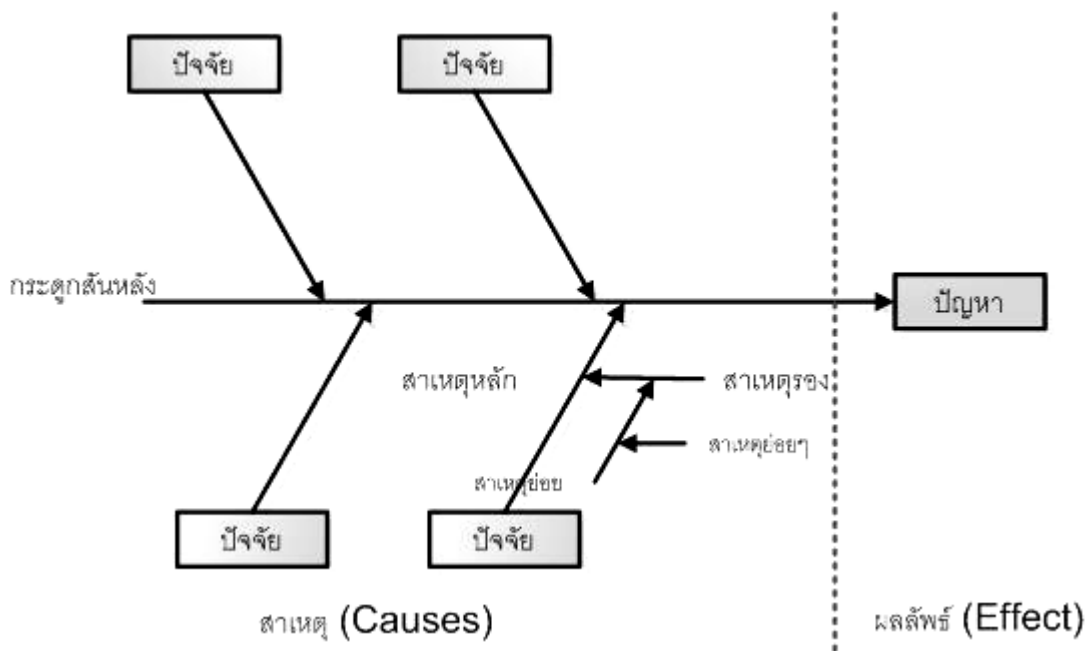 ปัจจัย
ปัจจัย
กระดูกสันหลัง
ปัญหา
สาเหตุหลัก
สาเหตุรอง
สาเหตุย่อยๆ
สาเหตุย่อย
ปัจจัย
ปัจจัย
สาเหตุ (Causes)
ผลลัพธ์ (Effect)